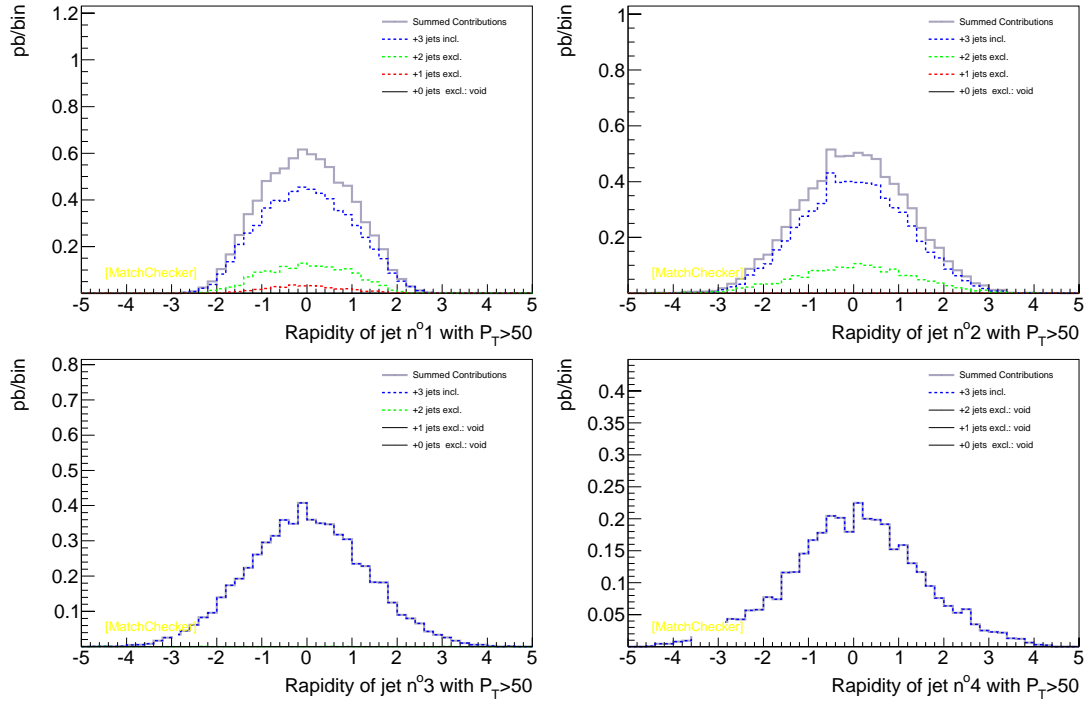 pb/bin
1.2
1
0.8
0.6
0.4
0.2
Summed Contributions
+3 jets incl.
+2 jets excl.
+1 jets excl.
+0 jets excl.: void
[MatchChecker]
-5 -4 -3 -2 -1 0 1 2 3 4 5
Rapidity of jet nº1 with P_T>50
pb/bin
1
0.8
0.6
0.4
0.2
Summed Contributions
+3 jets incl.
+2 jets excl.
+1 jets excl.
+0 jets excl.: void
[MatchChecker]
-5 -4 -3 -2 -1 0 1 2 3 4 5
Rapidity of jet nº2 with P_T>50
pb/bin
0.8
0.7
0.6
0.5
0.4
0.3
0.2
0.1
Summed Contributions
+3 jets incl.
+2 jets excl.
+1 jets excl.: void
+0 jets excl.: void
[MatchChecker]
-5 -4 -3 -2 -1 0 1 2 3 4 5
Rapidity of jet nº3 with P_T>50
pb/bin
0.4
0.35
0.3
0.25
0.2
0.15
0.1
0.05
Summed Contributions
+3 jets incl.
+2 jets excl.: void
+1 jets excl.: void
+0 jets excl.: void
[MatchChecker]
-5 -4 -3 -2 -1 0 1 2 3 4 5
Rapidity of jet nº4 with P_T>50